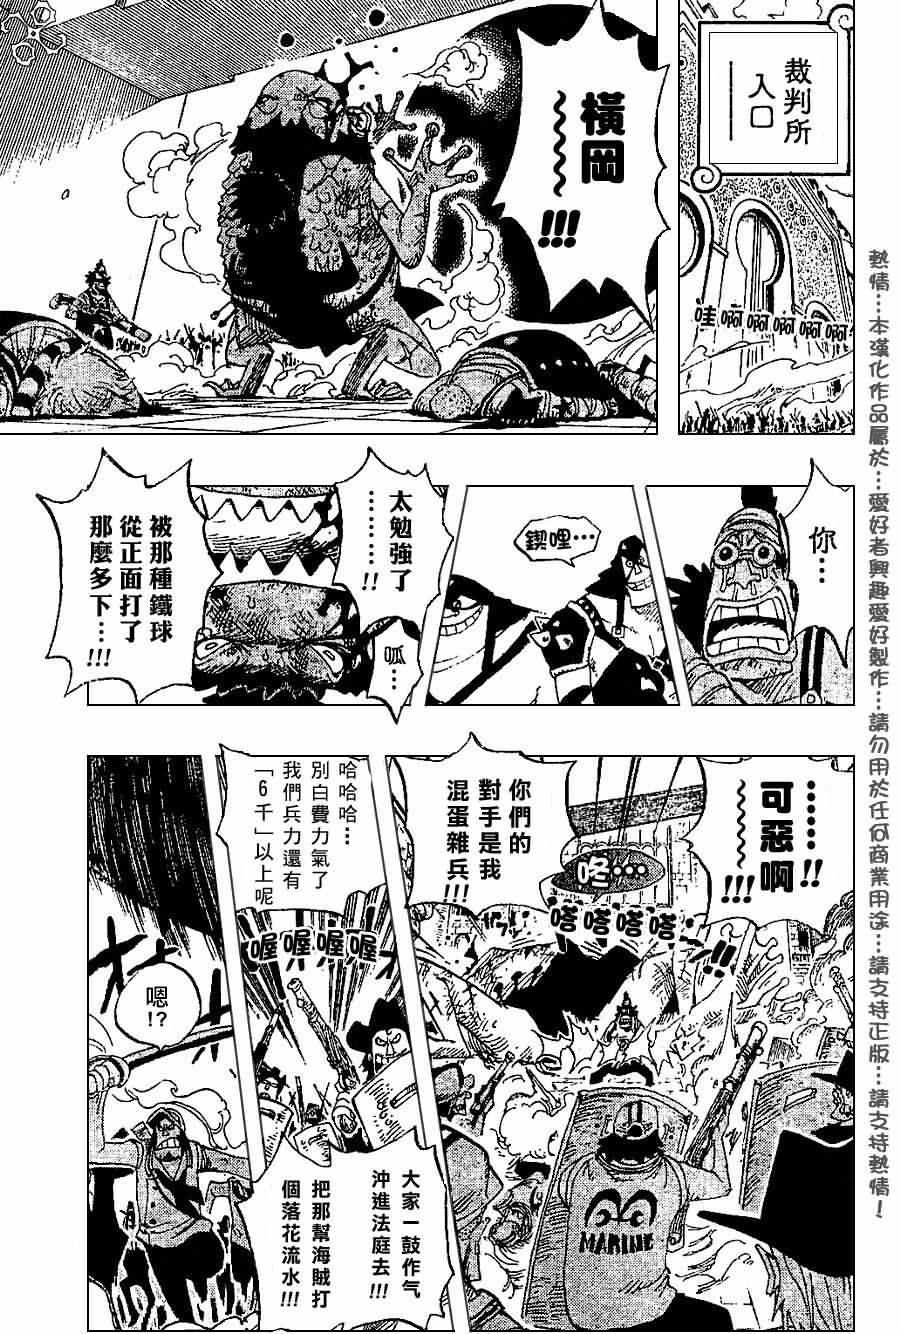 裁判所
入口——
哇啊啊啊啊啊
橫岡
~~~~!!!
你…
鍥哩…
太勉強了
……!!
呱…
被那種鐵球
從正面打了
那麼多下…!!!
……!!
可惡啊
~~~!!!
你們的
對手是我
混蛋雜兵!!!
咚…
嗒嗒嗒嗒
哈哈哈…
別白費力氣了
我們兵力還有
「6千」以上呢
喔喔喔喔
MARINE
大家一鼓作气
沖進法庭去!!!
把那幫海賊打
個落花流水!!!
嗯!?
熱情…本漢化作品屬於…愛好者興趣愛好製作…請勿用於任何商業用途…請支持正版…請支持熱情!